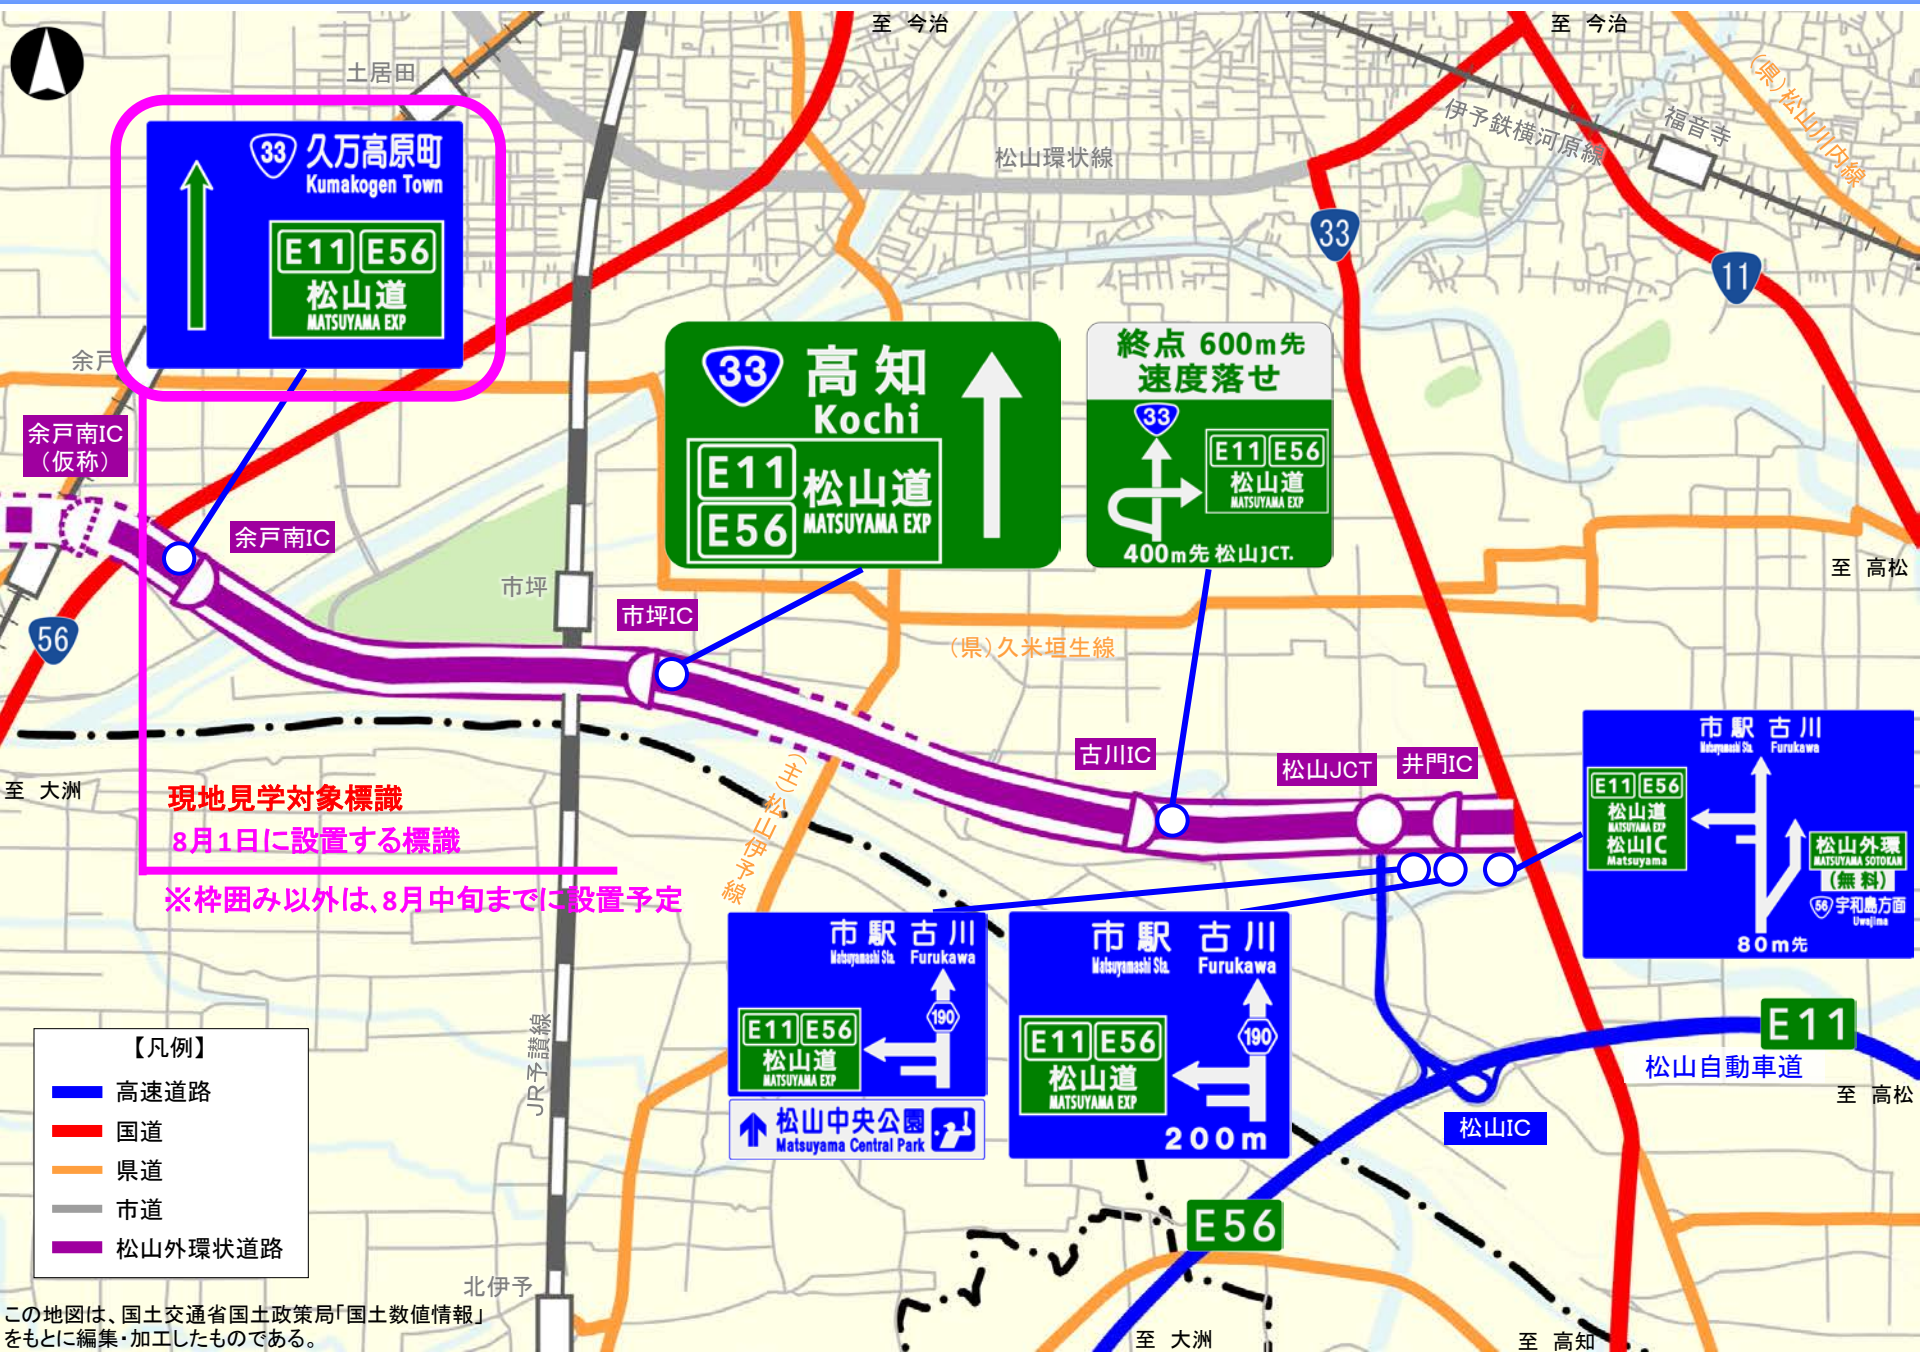 至 今治
至 今治
土居田
(県)松山川内線
伊予鉄横河原線
福音寺
松山環状線
33 久万高原町
Kumakogen Town
E11 E56
松山道
MATSUYAMA EXP
33
11
余戸
余戸南IC
(仮称)
33 高知
Kochi
E11
E56
松山道
MATSUYAMA EXP
終点 600m先
速度落せ
33
E11 E56
松山道
MATSUYAMA EXP
400m先 松山JCT.
余戸南IC
市坪
市坪IC
至 高松
56
(県)久米垣生線
至 大洲
現地見学対象標識
8月1日に設置する標識
※枠囲み以外は、8月中旬までに設置予定
(主)松山伊予線
古川IC
松山JCT
井門IC
市駅 古川
Matsuyamashi Sta. Furukawa
E11 E56
松山道
MATSUYAMA EXP
松山IC
Matsuyama
松山外環
MATSUYAMA SOTOKAN
(無料)
56 宇和島方面
Uwajima
80m先
市駅 古川
Matsuyamashi Sta. Furukawa
190
E11 E56
松山道
MATSUYAMA EXP
松山中央公園
Matsuyama Central Park
市駅 古川
Matsuyamashi Sta. Furukawa
190
E11 E56
松山道
MATSUYAMA EXP
200m
E11
松山自動車道
至 高松
松山IC
E56
JR予讃線
【凡例】
高速道路
国道
県道
市道
松山外環状道路
北伊予
この地図は、国土交通省国土政策局「国土数値情報」
をもとに編集・加工したものである。
至 大洲
至 高知